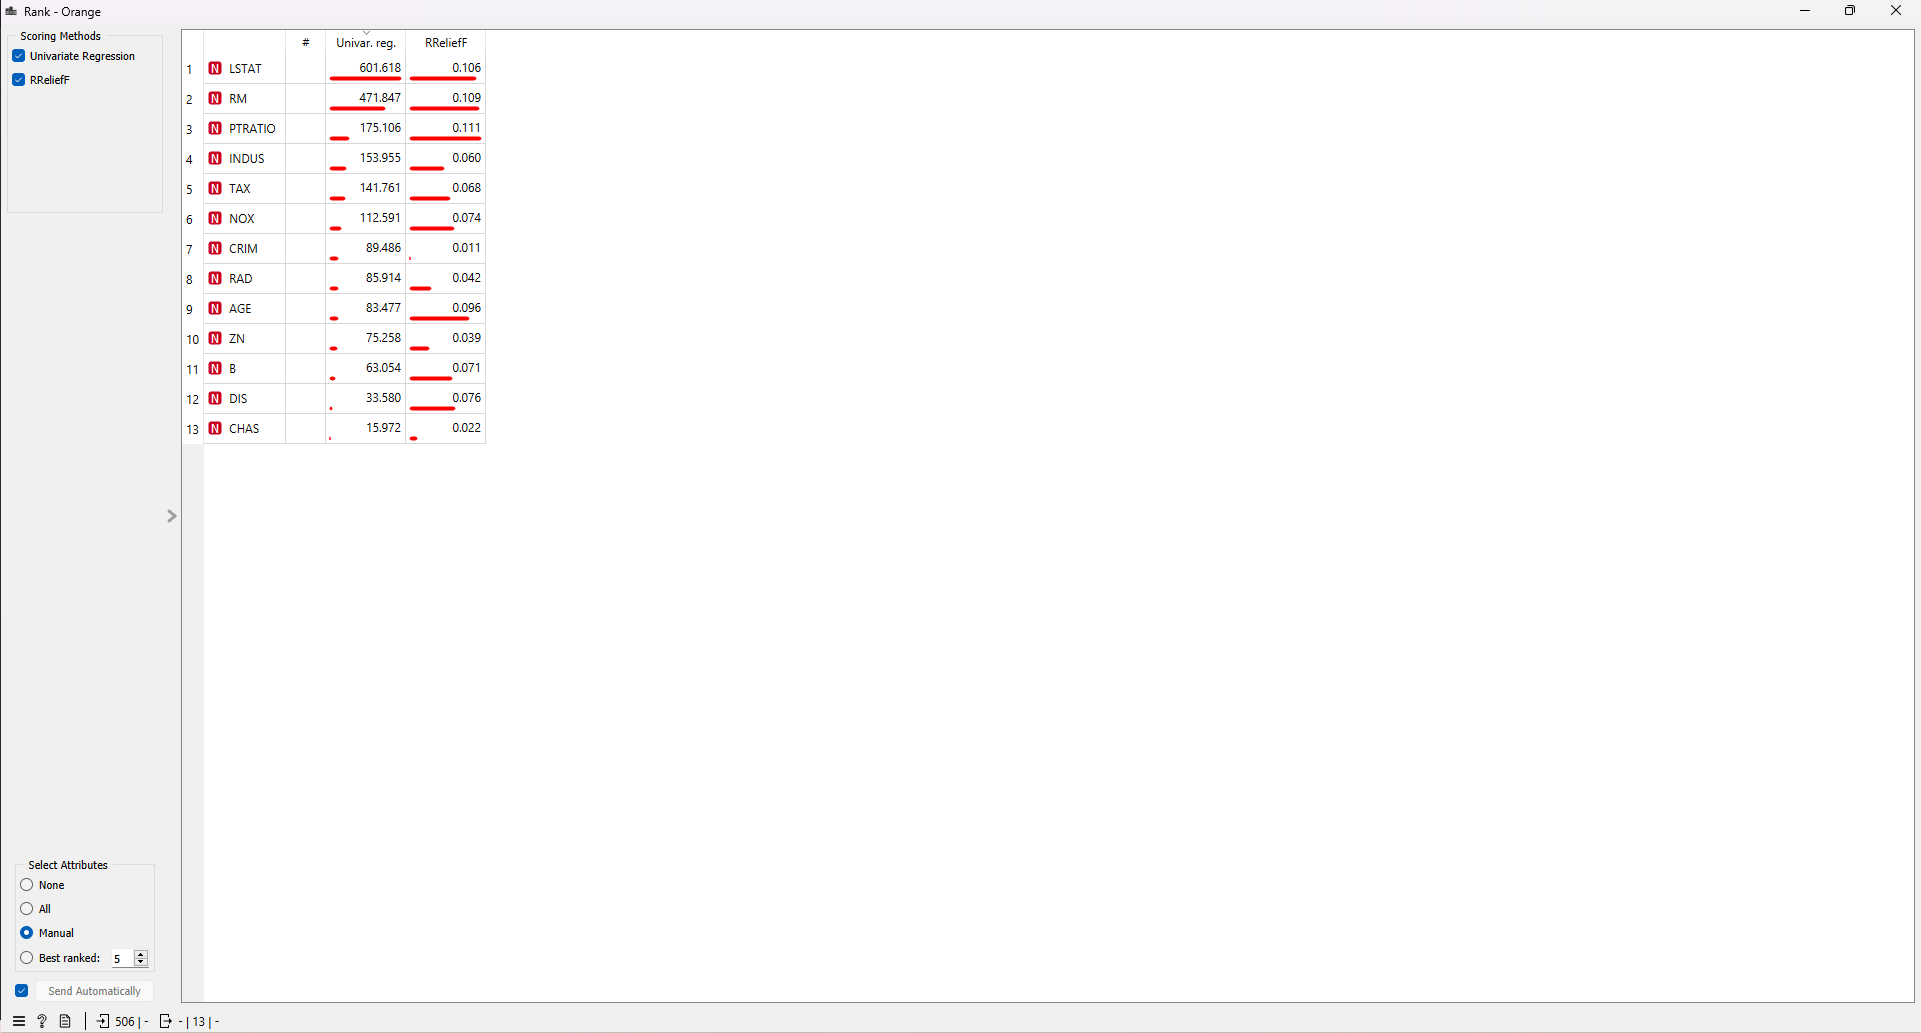 Rank - Orange
Scoring Methods
Univariate Regression
RReliefF
# Univar. reg. RReliefF
1 N LSTAT 601.618 0.106
2 N RM 471.847 0.109
3 N PTRATIO 175.106 0.111
4 N INDUS 153.955 0.060
5 N TAX 141.761 0.068
6 N NOX 112.591 0.074
7 N CRIM 89.486 0.011
8 N RAD 85.914 0.042
9 N AGE 83.477 0.096
10 N ZN 75.258 0.039
11 N B 63.054 0.071
12 N DIS 33.580 0.076
13 N CHAS 15.972 0.022
Select Attributes
None
All
Manual
Best ranked: 5
Send Automatically
? 506 | - - | 13 | -